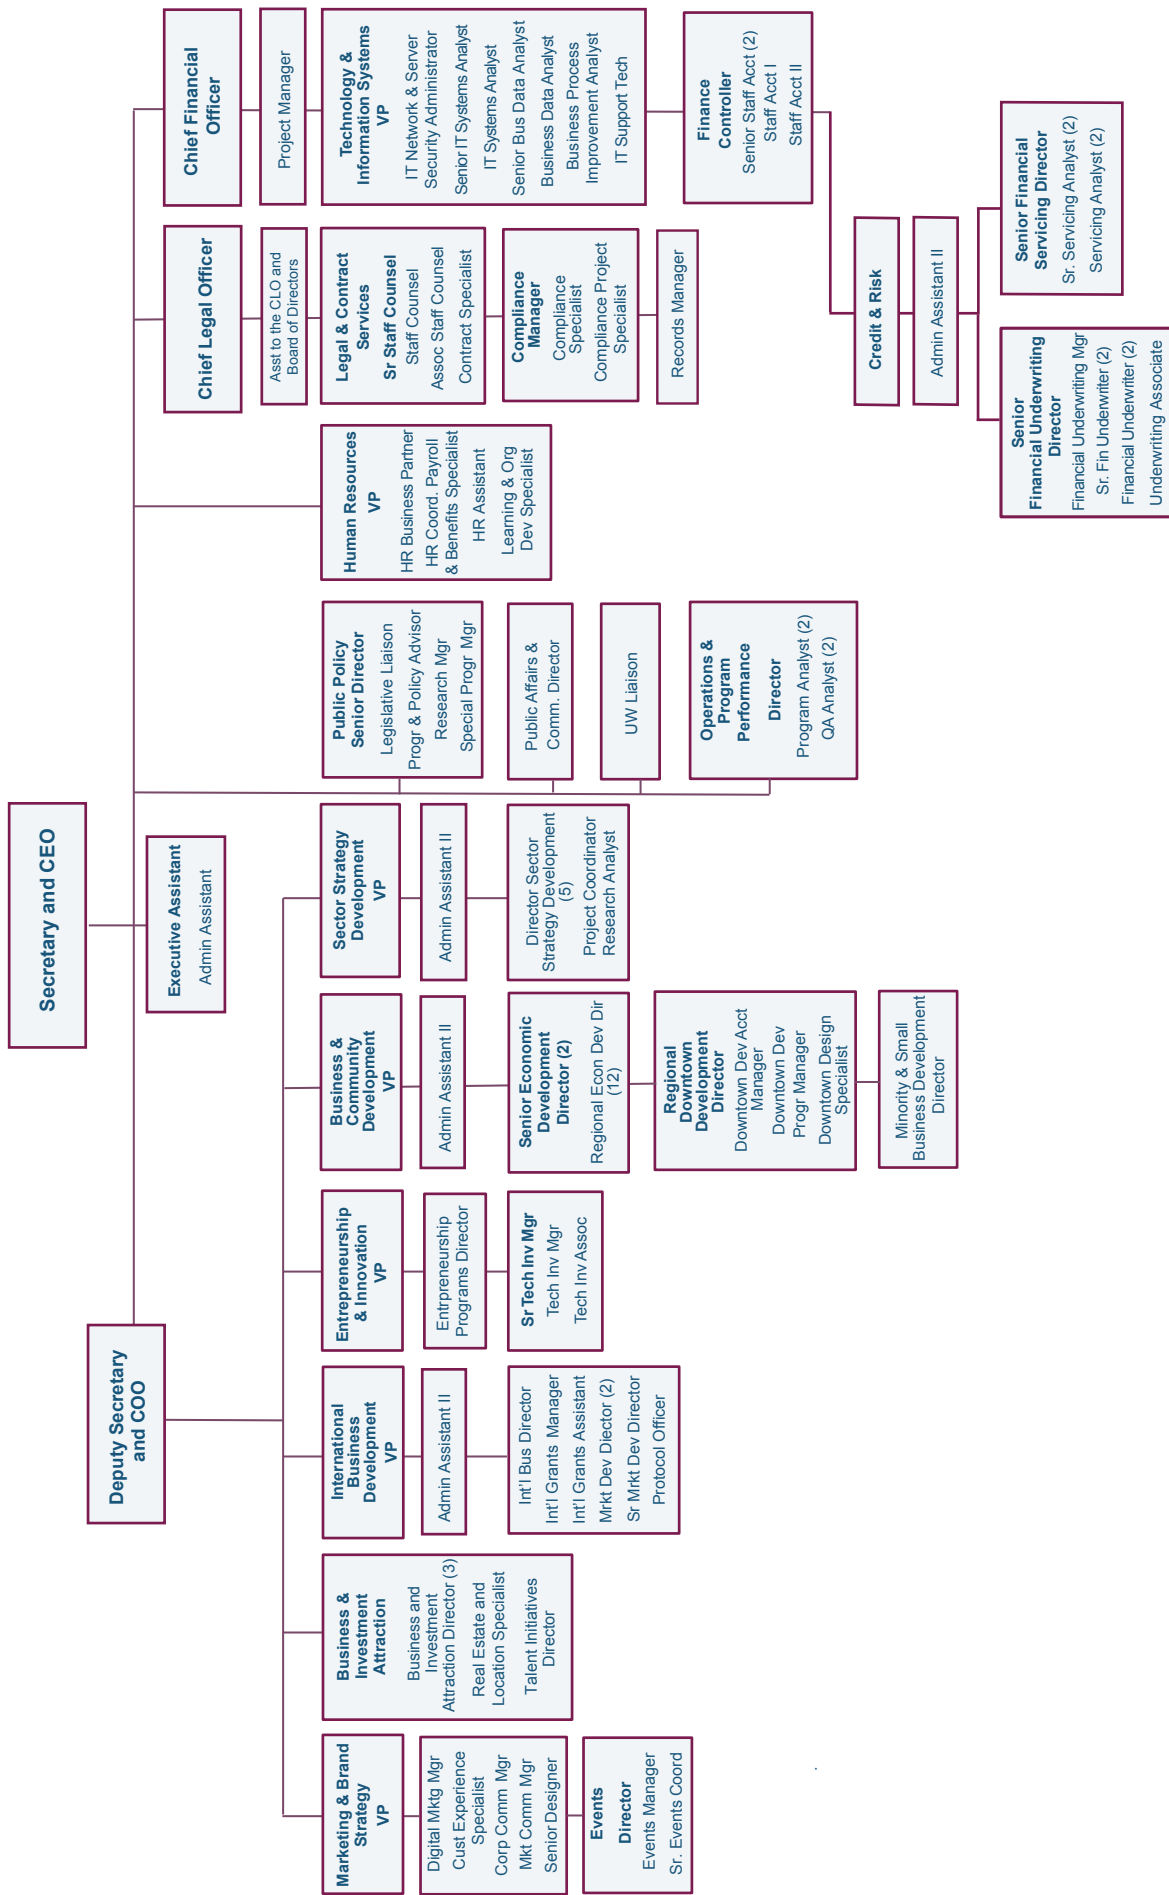 Secretary and CEO
Executive Assistant
Admin Assistant
Deputy Secretary
and COO
Marketing & Brand
Strategy
VP
Digital Mktg Mgr
Cust Experience
Specialist
Corp Comm Mgr
Mkt Comm Mgr
Senior Designer
Events
Director
Events Manager
Sr. Events Coord
Business &
Investment
Attraction
Business and
Investment
Attraction Director (3)
Real Estate and
Location Specialist
Talent Initiatives
Director
International
Business
Development
VP
Admin Assistant II
Int'l Bus Director
Int'l Grants Manager
Int'l Grants Assistant
Mrkt Dev Diector (2)
Sr Mrkt Dev Director
Protocol Officer
Entrepreneurship
& Innovation
VP
Entrpreneurship
Programs Director
Sr Tech Inv Mgr
Tech Inv Mgr
Tech Inv Assoc
Business &
Community
Development
VP
Admin Assistant II
Senior Economic
Development
Director (2)
Regional Econ Dev Dir
(12)
Regional
Downtown
Development
Director
Downtown Dev Acct
Manager
Downtown Dev
Progr Manager
Downtown Design
Specialist
Minority & Small
Business Development
Director
Sector Strategy
Development
VP
Admin Assistant II
Director Sector
Strategy Development
(5)
Project Coordinator
Research Analyst
Public Policy
Senior Director
Legislative Liaison
Progr & Policy Advisor
Research Mgr
Special Progr Mgr
Public Affairs &
Comm. Director
UW Liaison
Operations &
Program
Performance
Director
Program Analyst (2)
QA Analyst (2)
Human Resources
VP
HR Business Partner
HR Coord. Payroll
& Benefits Specialist
HR Assistant
Learning & Org
Dev Specialist
Chief Legal Officer
Asst to the CLO and
Board of Directors
Legal & Contract
Services
Sr Staff Counsel
Staff Counsel
Assoc Staff Counsel
Contract Specialist
Compliance
Manager
Compliance
Specialist
Compliance Project
Specialist
Records Manager
Chief Financial
Officer
Project Manager
Technology &
Information Systems
VP
IT Network & Server
Security Administrator
Senior IT Systems Analyst
IT Systems Analyst
Senior Bus Data Analyst
Business Data Analyst
Business Process
Improvement Analyst
IT Support Tech
Finance
Controller
Senior Staff Acct (2)
Staff Acct I
Staff Acct II
Credit & Risk
Admin Assistant II
Senior
Financial Underwriting
Director
Financial Underwriting Mgr
Sr. Fin Underwriter (2)
Financial Underwriter (2)
Underwriting Associate
Senior Financial
Servicing Director
Sr. Servicing Analyst (2)
Servicing Analyst (2)